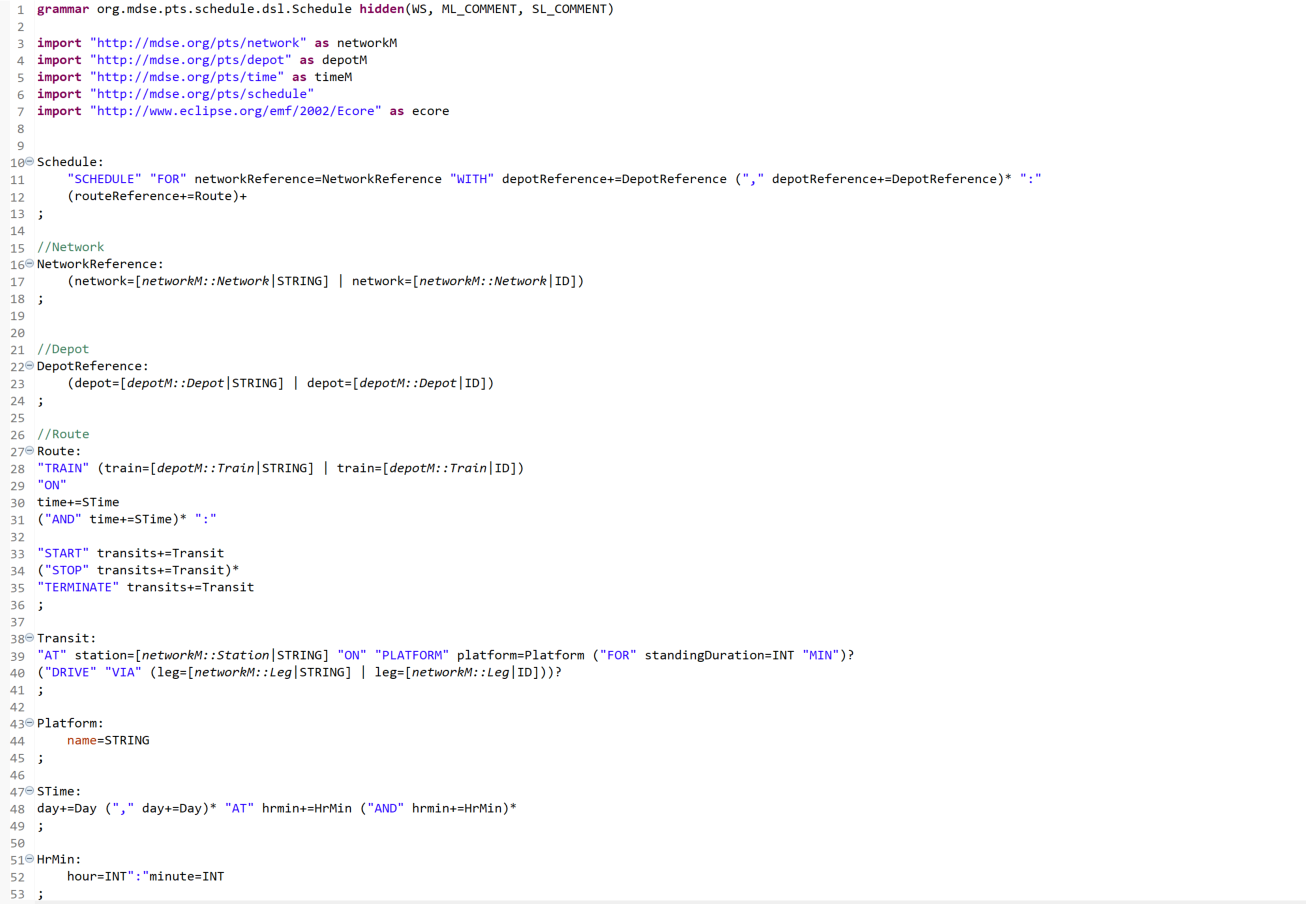 1 grammar org.mdse.pts.schedule.dsl.Schedule hidden(WS, ML_COMMENT, SL_COMMENT)
2
3 import "http://mdse.org/pts/network" as networkM
4 import "http://mdse.org/pts/depot" as depotM
5 import "http://mdse.org/pts/time" as timeM
6 import "http://mdse.org/pts/schedule"
7 import "http://www.eclipse.org/emf/2002/Ecore" as ecore
8
9
10 Schedule:
11 "SCHEDULE" "FOR" networkReference=NetworkReference "WITH" depotReference+=DepotReference ("," depotReference+=DepotReference)* ":"
12 (routeReference+=Route)+
13 ;
14
15 //Network
16 NetworkReference:
17 (network=[networkM::Network|STRING] | network=[networkM::Network|ID])
18 ;
19
20
21 //Depot
22 DepotReference:
23 (depot=[depotM::Depot|STRING] | depot=[depotM::Depot|ID])
24 ;
25
26 //Route
27 Route:
28 "TRAIN" (train=[depotM::Train|STRING] | train=[depotM::Train|ID])
29 "ON"
30 time+=STime
31 ("AND" time+=STime)* ":"
32
33 "START" transits+=Transit
34 ("STOP" transits+=Transit)*
35 "TERMINATE" transits+=Transit
36 ;
37
38 Transit:
39 "AT" station=[networkM::Station|STRING] "ON" "PLATFORM" platform=Platform ("FOR" standingDuration=INT "MIN")?
40 ("DRIVE" "VIA" (leg=[networkM::Leg|STRING] | leg=[networkM::Leg|ID]))?
41 ;
42
43 Platform:
44 name=STRING
45 ;
46
47 STime:
48 day+=Day ("," day+=Day)* "AT" hrmin+=HrMin ("AND" hrmin+=HrMin)*
49 ;
50
51 HrMin:
52 hour=INT":"minute=INT
53 ;